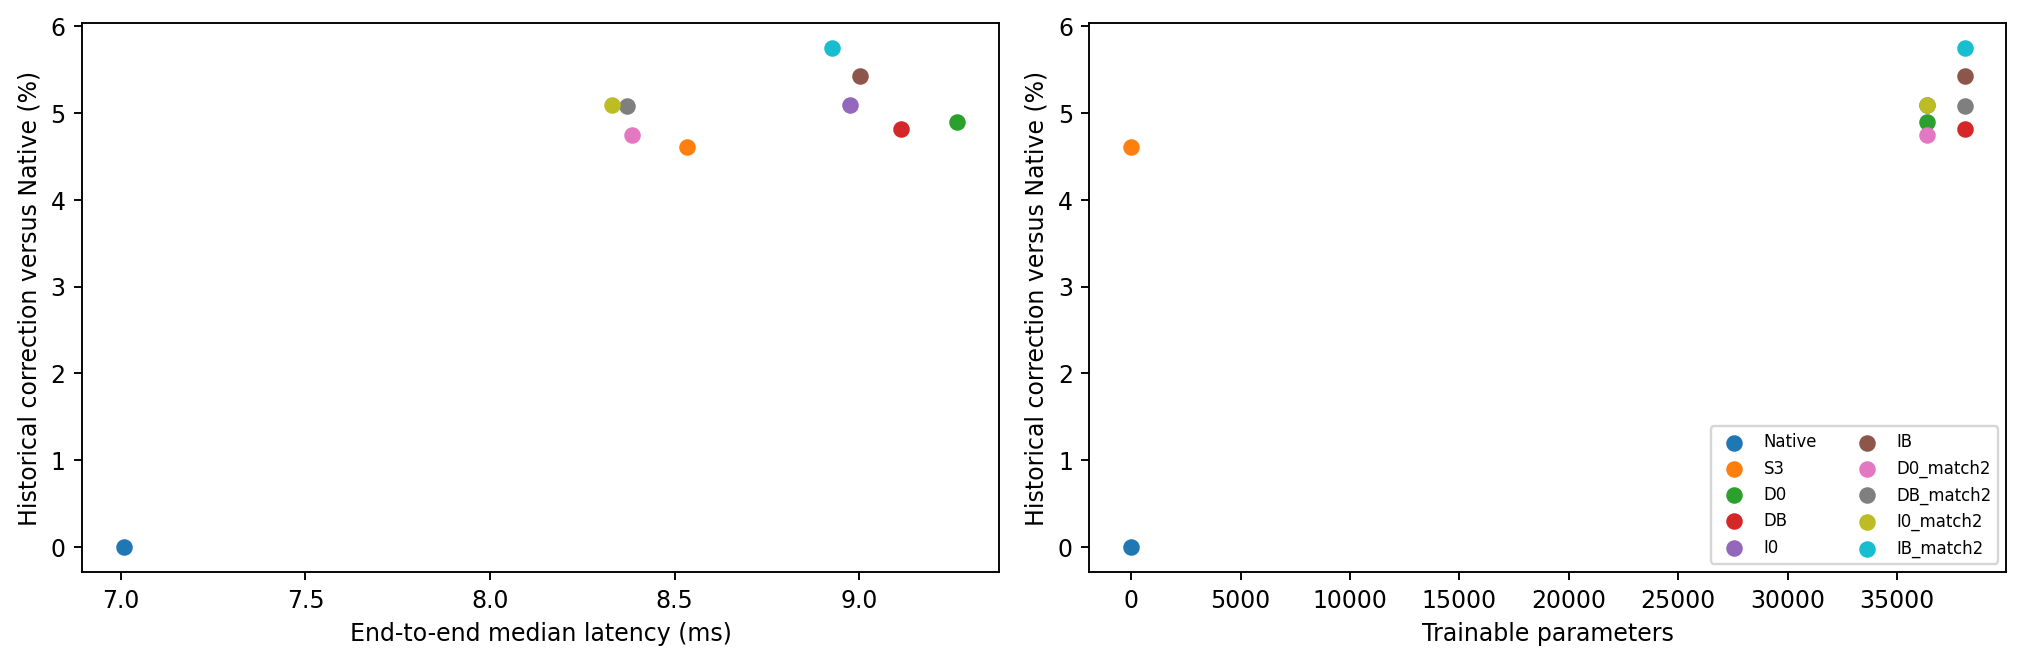 Historical correction versus Native (%)
6
5
4
3
2
1
0
7.0 7.5 8.0 8.5 9.0
End-to-end median latency (ms)
Historical correction versus Native (%)
6
5
4
3
2
1
0
0 5000 10000 15000 20000 25000 30000 35000
Trainable parameters
Native
S3
D0
DB
I0
IB
D0_match2
DB_match2
I0_match2
IB_match2